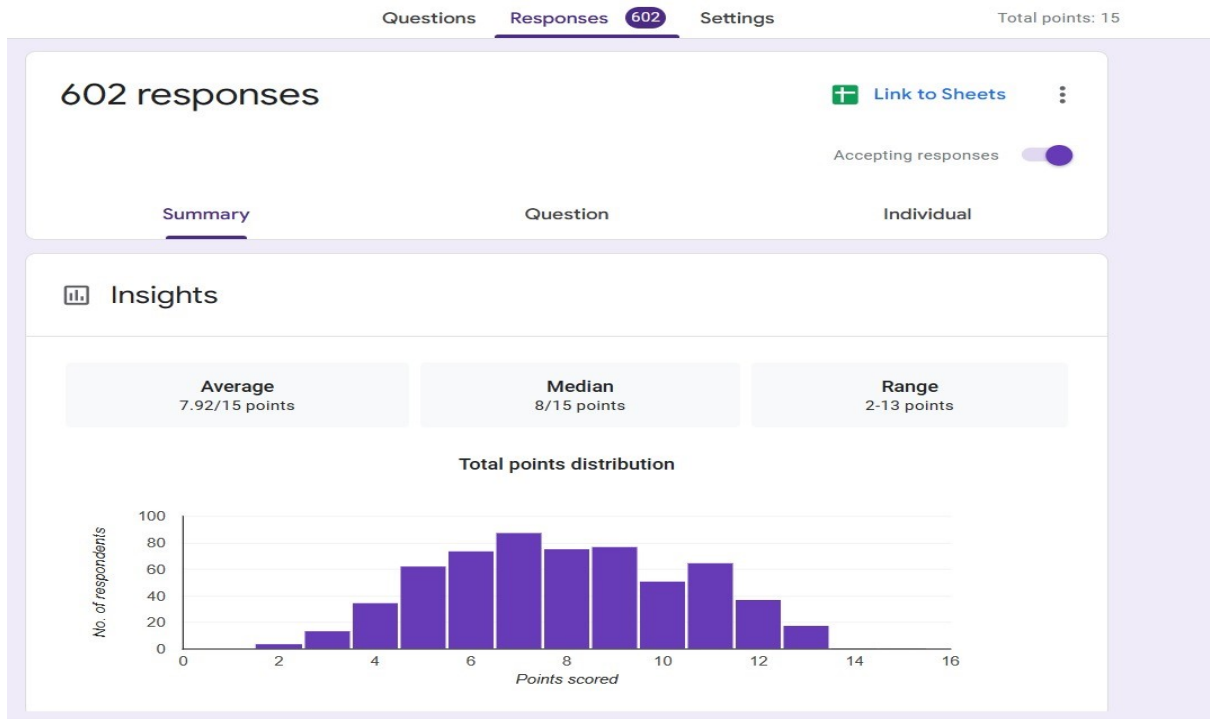 Questions Responses 602 Settings Total points: 15
602 responses
Link to Sheets
Accepting responses
Summary Question Individual
Insights
Average Median Range
7.92/15 points 8/15 points 2-13 points
Total points distribution
No. of respondents
100
80
60
40
20
0
0 2 4 6 8 10 12 14 16
Points scored